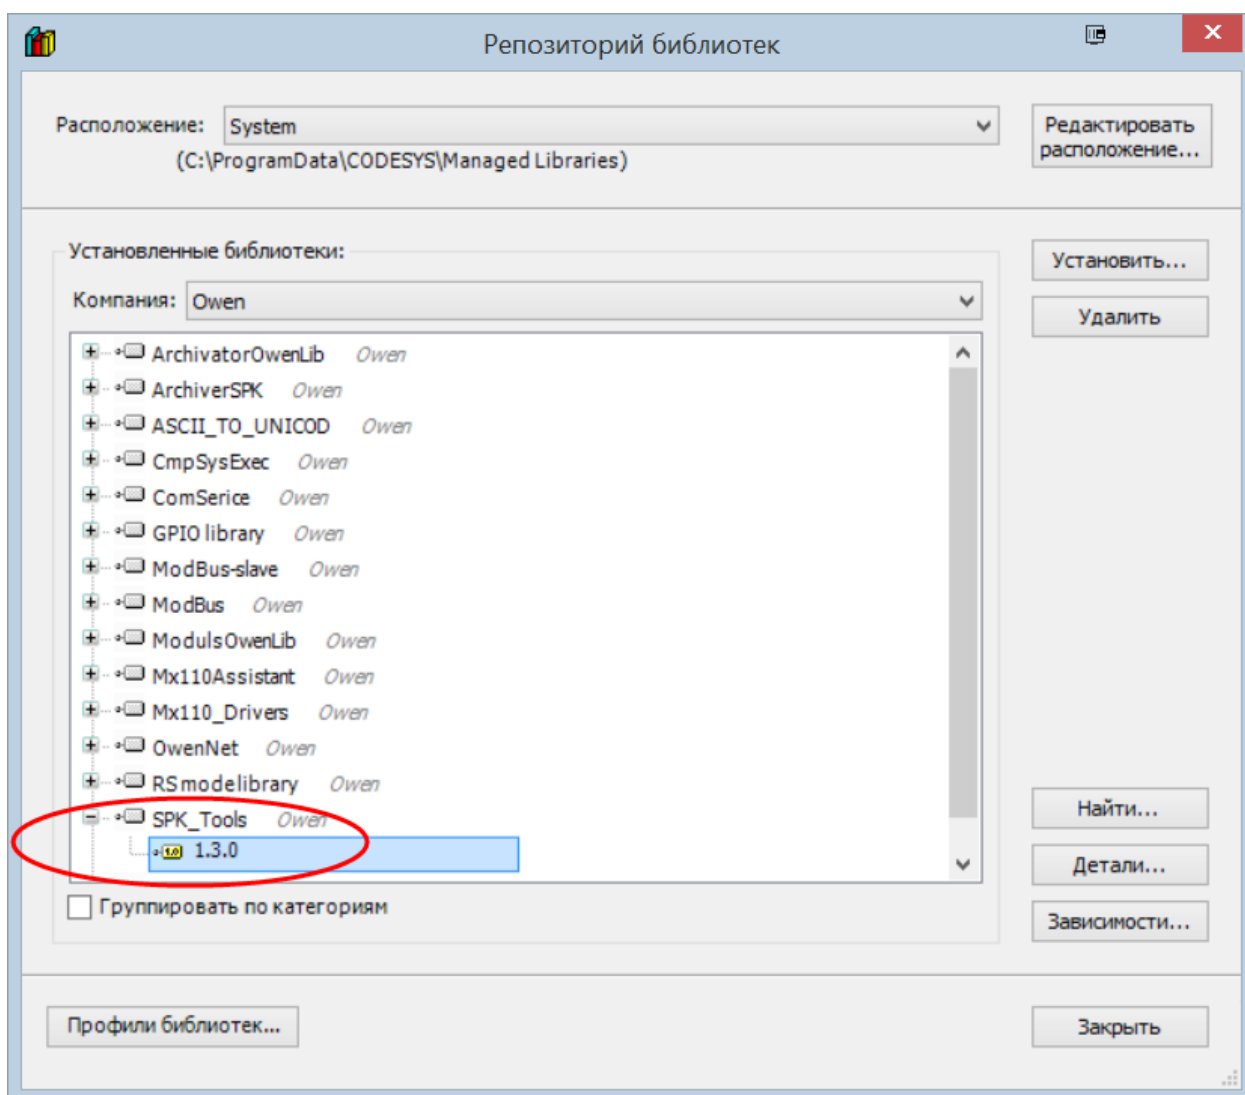 Репозиторий библиотек
Расположение: System
Редактировать расположение...
(C:\ProgramData\CODESYS\Managed Libraries)
Установленные библиотеки:
Установить...
Компания: Owen
Удалить
ArchivatorOwenLib Owen
ArchiverSPK Owen
ASCII_TO_UNICOD Owen
CmpSysExec Owen
ComSerice Owen
GPIO library Owen
ModBus-slave Owen
ModBus Owen
ModulsOwenLib Owen
Mx110Assistant Owen
Mx110_Drivers Owen
OwenNet Owen
RSmodelibrary Owen
SPK_Tools Owen
1.0 1.3.0
Найти...
Детали...
Группировать по категориям
Зависимости...
Профили библиотек...
Закрыть